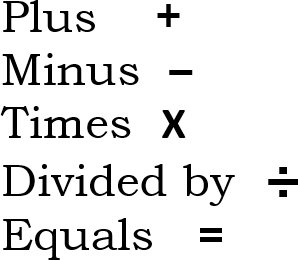 Plus +
Minus −
Times x
Divided by ÷
Equals =